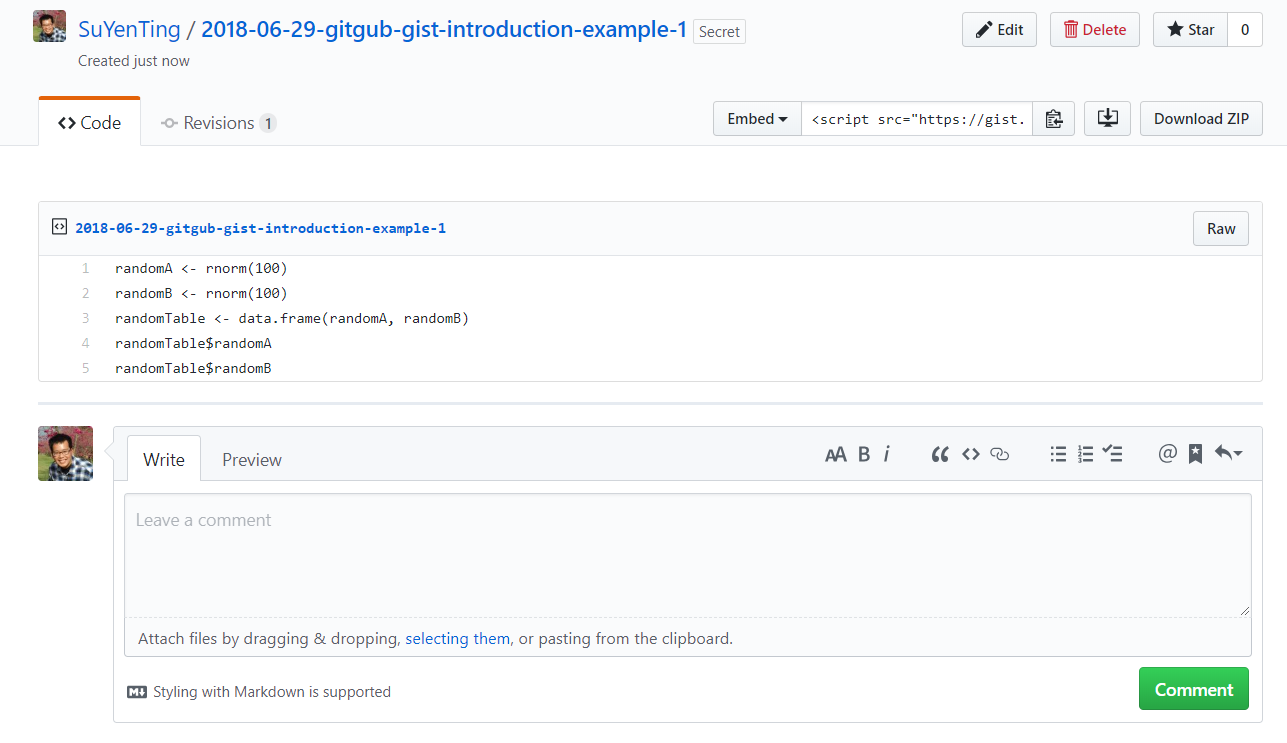 SuYenTing / 2018-06-29-gitgub-gist-introduction-example-1 Secret
Edit Delete Star 0
Created just now
Code Revisions 1
Embed <script src="https://gist. Download ZIP
2018-06-29-gitgub-gist-introduction-example-1 Raw
1 randomA <- rnorm(100)
2 randomB <- rnorm(100)
3 randomTable <- data.frame(randomA, randomB)
4 randomTable$randomA
5 randomTable$randomB
Write Preview AA B i @
Leave a comment
Attach files by dragging & dropping, selecting them, or pasting from the clipboard.
M Styling with Markdown is supported
Comment